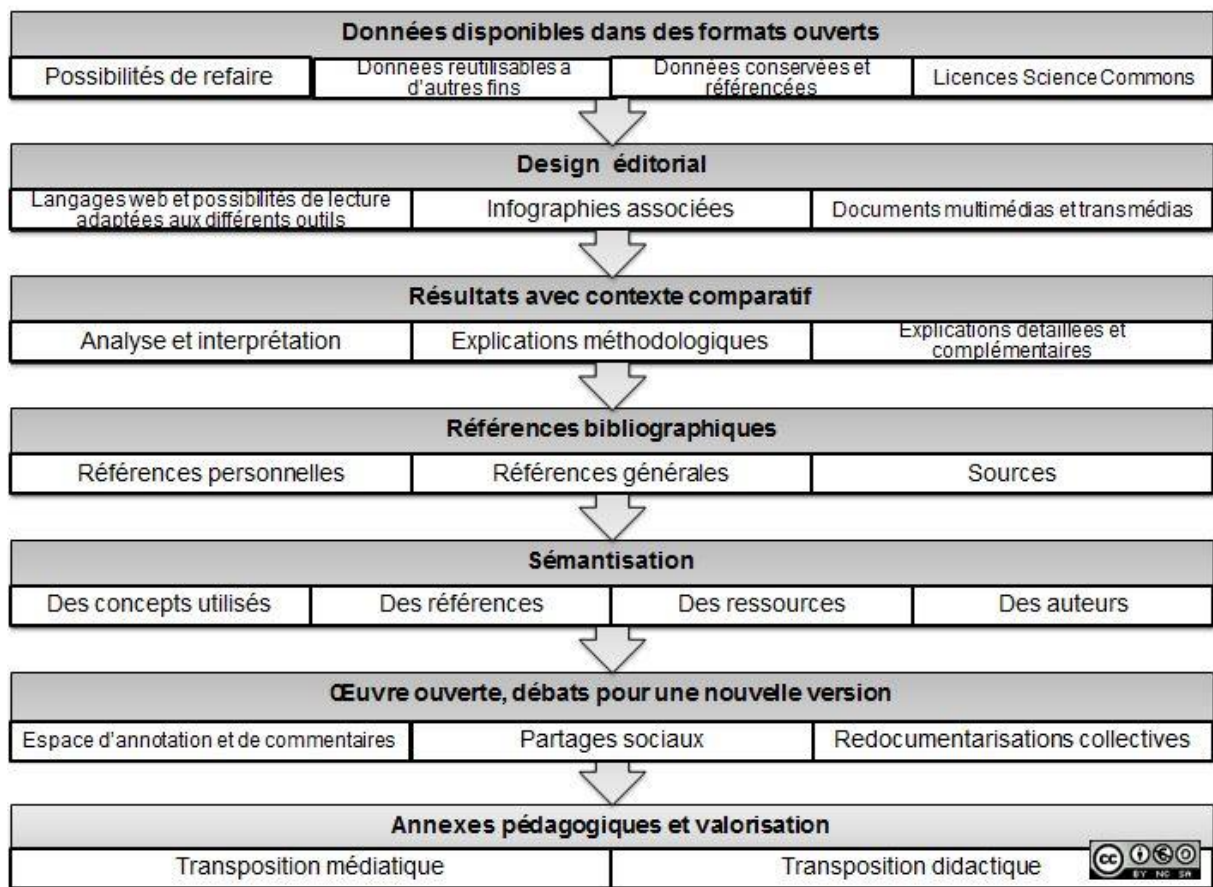 Données disponibles dans des formats ouverts
Possibilités de refaire
Données réutilisables a
d'autres fins
Données conservées et
référencées
Licences Science Commons
Design éditorial
Langages web et possibilités de lecture
adaptées aux différents outils
Infographies associées
Documents multimédias et transmédias
Résultats avec contexte comparatif
Analyse et interprétation
Explications méthodologiques
Explications détaillées et
complémentaires
Références bibliographiques
Références personnelles
Références générales
Sources
Sémantisation
Des concepts utilisés
Des références
Des ressources
Des auteurs
Œuvre ouverte, débats pour une nouvelle version
Espace d'annotation et de commentaires
Partages sociaux
Redocumentarisations collectives
Annexes pédagogiques et valorisation
Transposition médiatique
Transposition didactique
cc
BY NC SA